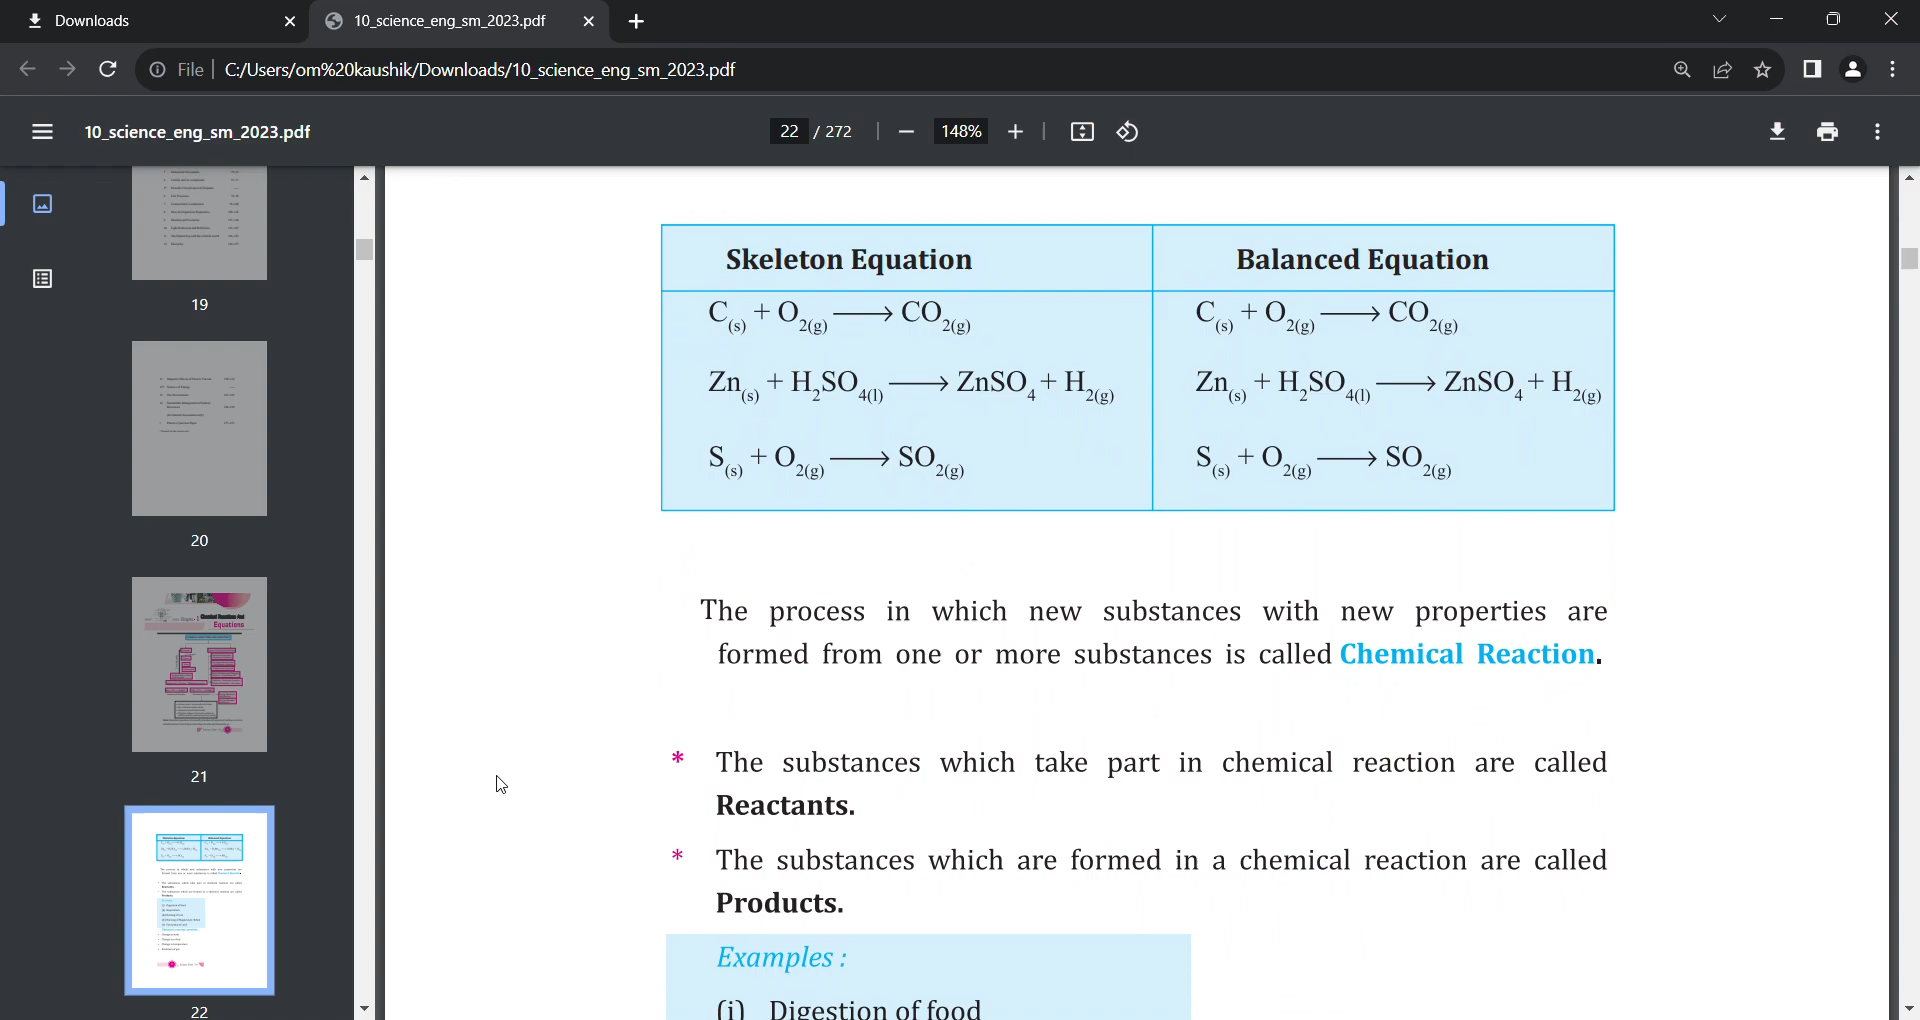 Downloads
10_science_eng_sm_2023.pdf
File C:/Users/om%20kaushik/Downloads/10_science_eng_sm_2023.pdf
10_science_eng_sm_2023.pdf 22 / 272 148%
19
20
Chemical Reactions And
Equations
21
22
Skeleton Equation Balanced Equation
C(s) + O2(g) ⟶ CO2(g) C(s) + O2(g) ⟶ CO2(g)
Zn(s) + H2SO4(l) ⟶ ZnSO4 + H2(g) Zn(s) + H2SO4(l) ⟶ ZnSO4 + H2(g)
S(s) + O2(g) ⟶ SO2(g) S(s) + O2(g) ⟶ SO2(g)
The process in which new substances with new properties are
formed from one or more substances is called Chemical Reaction.
* The substances which take part in chemical reaction are called
Reactants.
* The substances which are formed in a chemical reaction are called
Products.
Examples :
(i) Digestion of food